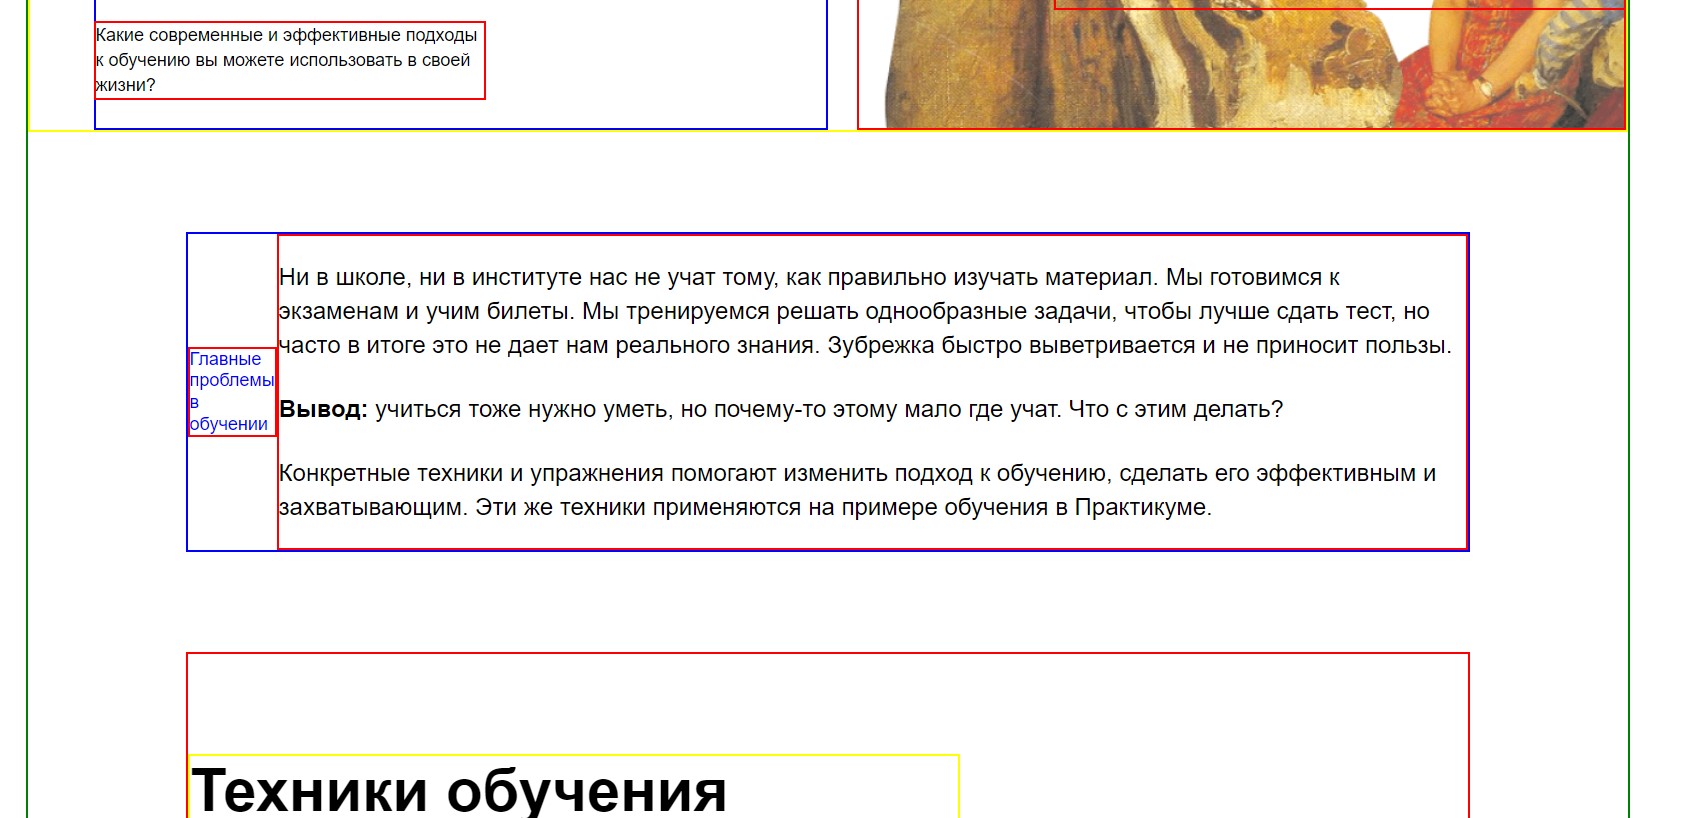 Какие современные и эффективные подходы
к обучению вы можете использовать в своей
жизни?
Главные
проблемы
в
обучении
Ни в школе, ни в институте нас не учат тому, как правильно изучать материал. Мы готовимся к
экзаменам и учим билеты. Мы тренируемся решать однообразные задачи, чтобы лучше сдать тест, но
часто в итоге это не дает нам реального знания. Зубрежка быстро выветривается и не приносит пользы.
Вывод: учиться тоже нужно уметь, но почему-то этому мало где учат. Что с этим делать?
Конкретные техники и упражнения помогают изменить подход к обучению, сделать его эффективным и
захватывающим. Эти же техники применяются на примере обучения в Практикуме.
Техники обучения